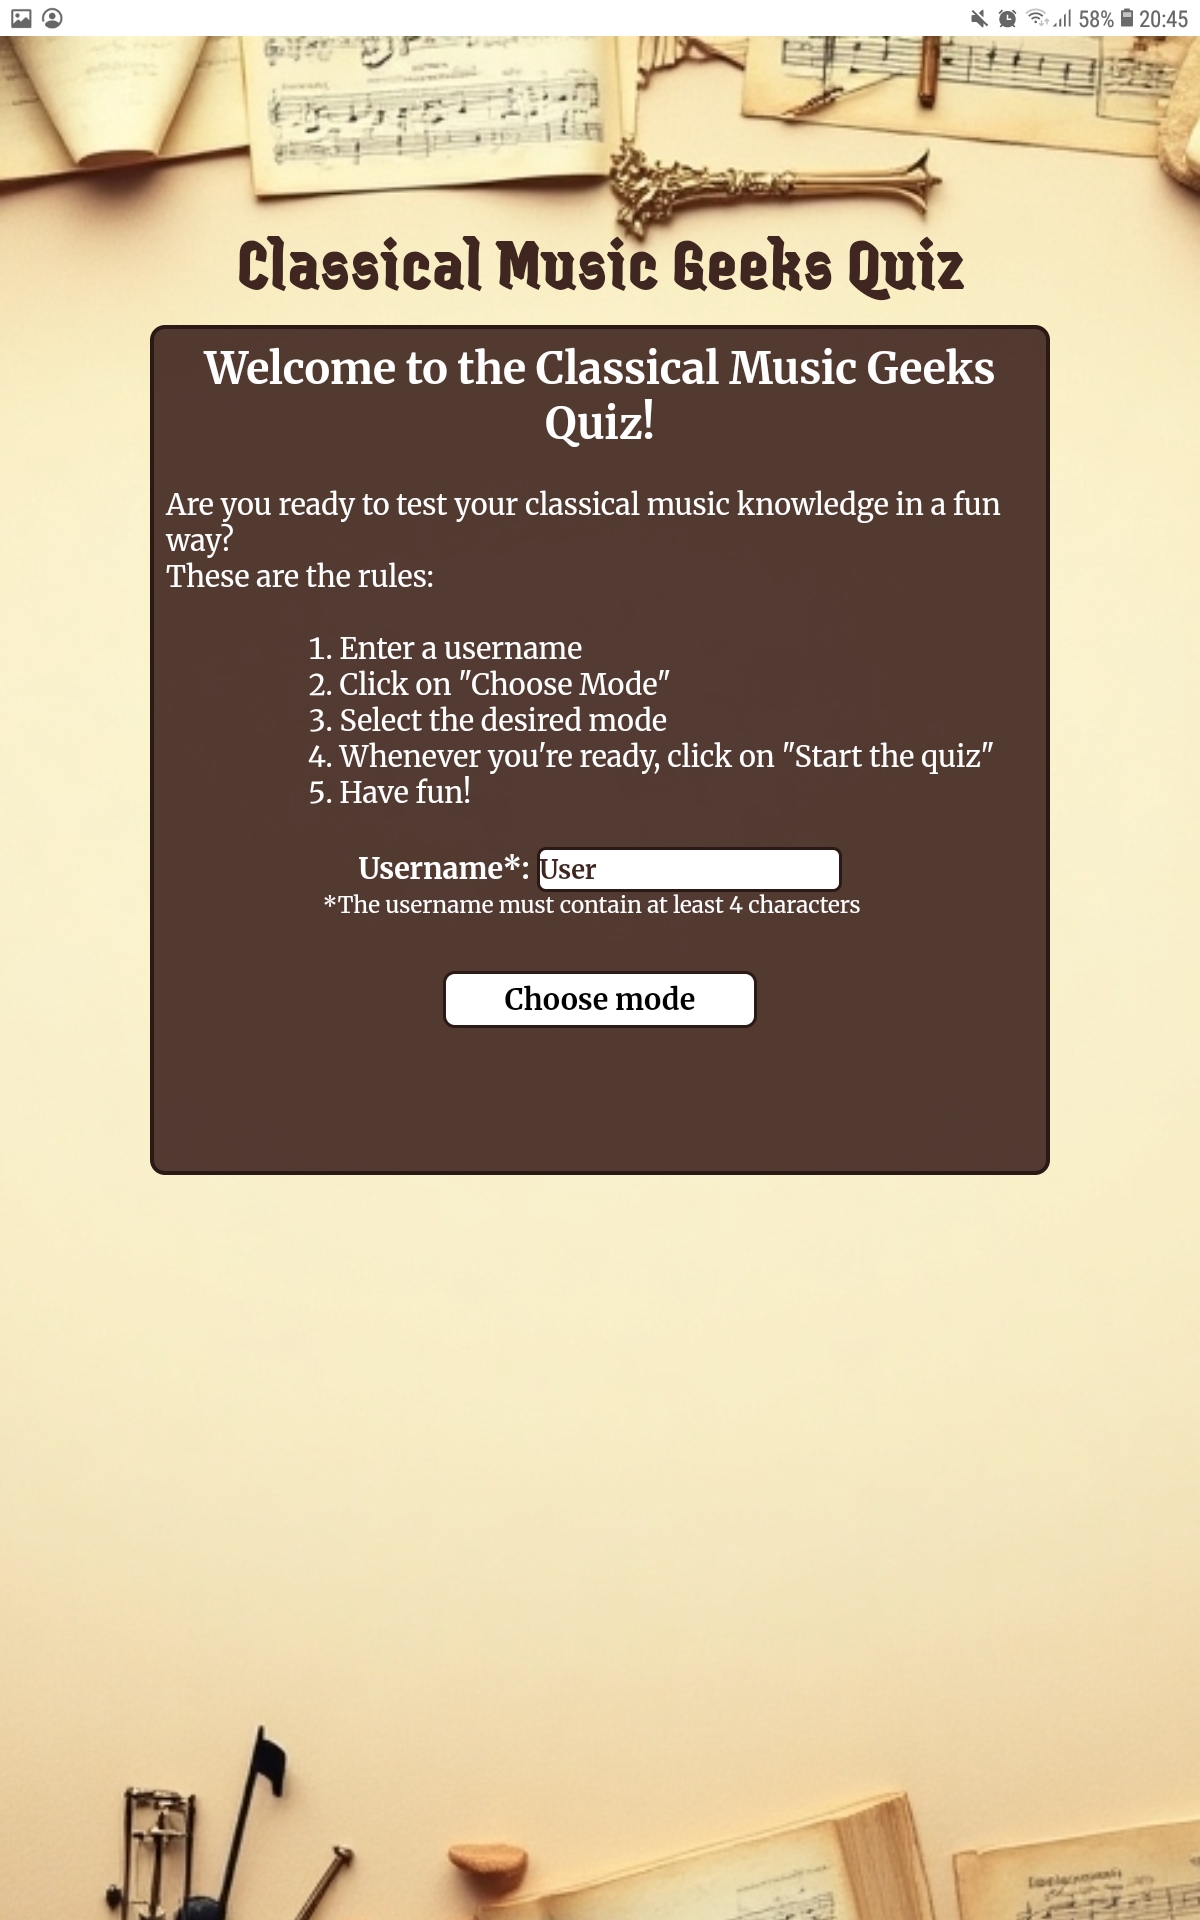 58% 20:45
Classical Music Geeks Quiz
Welcome to the Classical Music Geeks
Quiz!
Are you ready to test your classical music knowledge in a fun
way?
These are the rules:
1. Enter a username
2. Click on "Choose Mode"
3. Select the desired mode
4. Whenever you're ready, click on "Start the quiz"
5. Have fun!
Username*: User
*The username must contain at least 4 characters
Choose mode